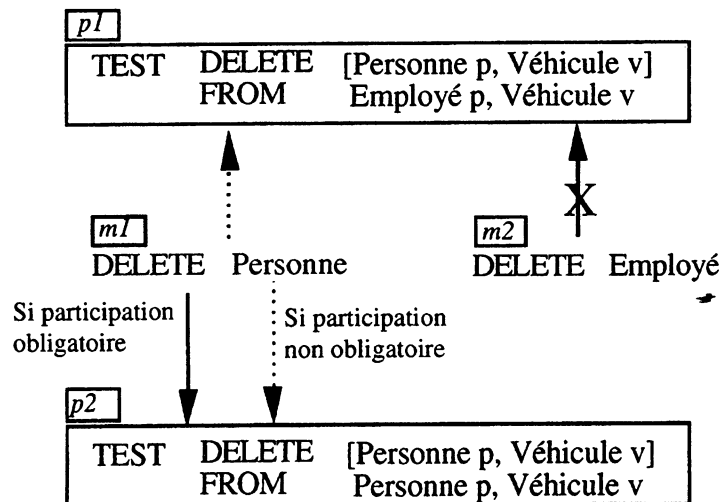 p1
TEST DELETE [Personne p, Véhicule v]
FROM Employé p, Véhicule v
X
m1
DELETE Personne
m2
DELETE Employé
Si participation
obligatoire
Si participation
non obligatoire
p2
TEST DELETE [Personne p, Véhicule v]
FROM Personne p, Véhicule v